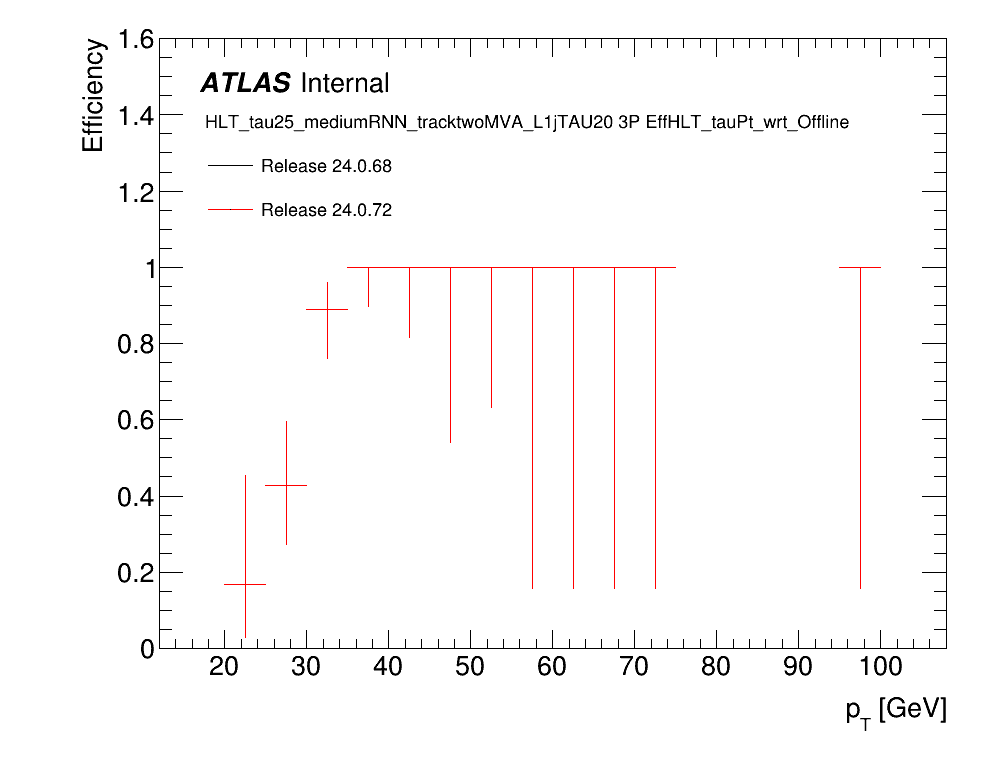 Efficiency
1.6
1.4
1.2
1
0.8
0.6
0.4
0.2
0
ATLAS Internal
HLT_tau25_mediumRNN_tracktwoMVA_L1jTAU20 3P EffHLT_tauPt_wrt_Offline
Release 24.0.68
Release 24.0.72
20 30 40 50 60 70 80 90 100
p_T [GeV]